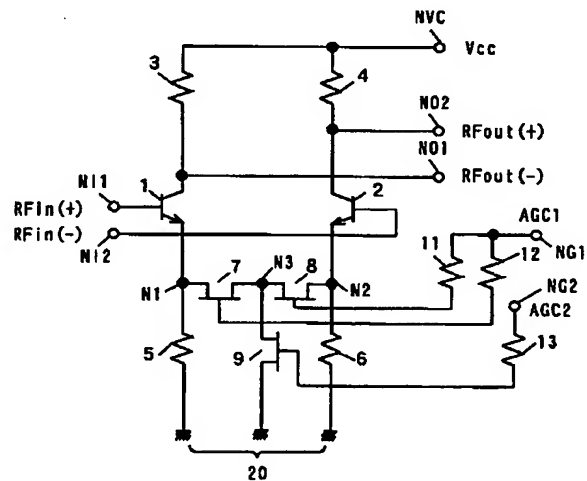 NVC
Vcc
3
4
NO2
RFout(+)
NO1
RFout(-)
NI1
1
2
RFin(+)
RFin(-)
NI2
AGC1
NG1
11
12
7
N3
8
N1
N2
NG2
AGC2
5
9
6
13
20